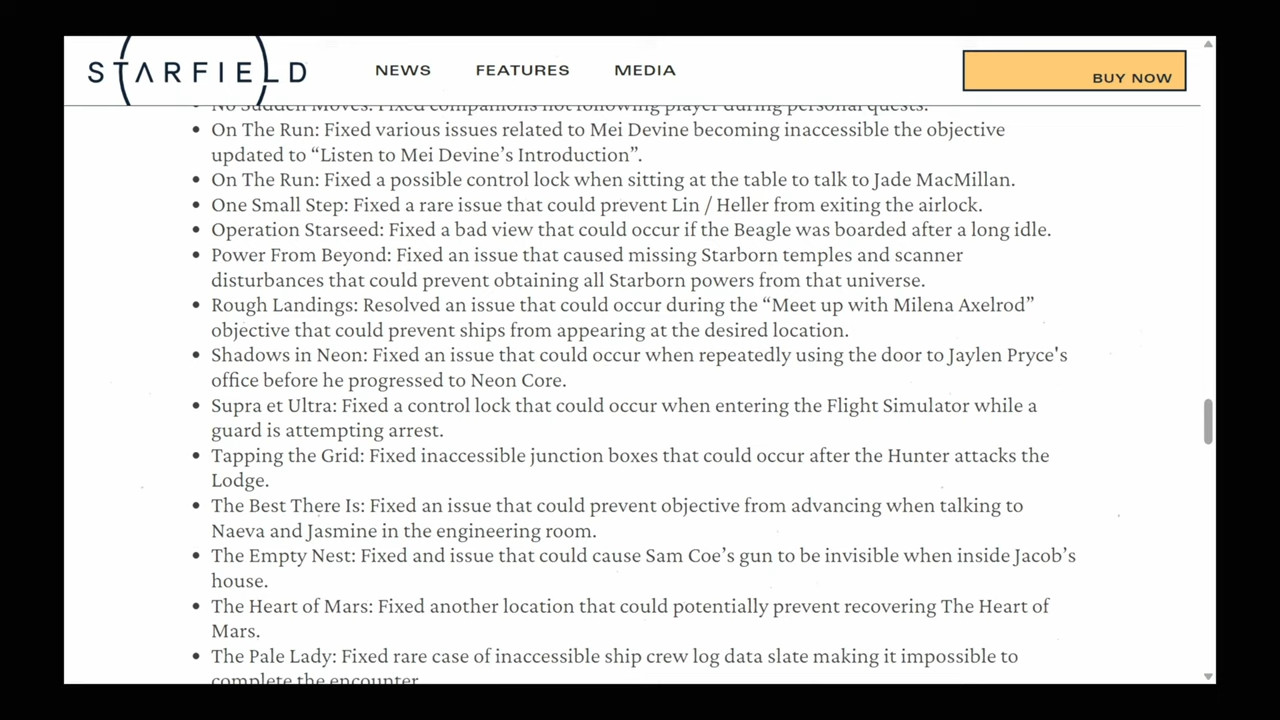 STARFIELD
NEWS
FEATURES
MEDIA
BUY NOW
No Sudden Moves: Fixed companions not following player during personal quests.
• On The Run: Fixed various issues related to Mei Devine becoming inaccessible the objective
updated to “Listen to Mei Devine’s Introduction”.
• On The Run: Fixed a possible control lock when sitting at the table to talk to Jade MacMillan.
• One Small Step: Fixed a rare issue that could prevent Lin / Heller from exiting the airlock.
• Operation Starseed: Fixed a bad view that could occur if the Beagle was boarded after a long idle.
• Power From Beyond: Fixed an issue that caused missing Starborn temples and scanner
disturbances that could prevent obtaining all Starborn powers from that universe.
• Rough Landings: Resolved an issue that could occur during the “Meet up with Milena Axelrod”
objective that could prevent ships from appearing at the desired location.
• Shadows in Neon: Fixed an issue that could occur when repeatedly using the door to Jaylen Pryce's
office before he progressed to Neon Core.
• Supra et Ultra: Fixed a control lock that could occur when entering the Flight Simulator while a
guard is attempting arrest.
• Tapping the Grid: Fixed inaccessible junction boxes that could occur after the Hunter attacks the
Lodge.
• The Best There Is: Fixed an issue that could prevent objective from advancing when talking to
Naeva and Jasmine in the engineering room.
• The Empty Nest: Fixed and issue that could cause Sam Coe’s gun to be invisible when inside Jacob’s
house.
• The Heart of Mars: Fixed another location that could potentially prevent recovering The Heart of
Mars.
• The Pale Lady: Fixed rare case of inaccessible ship crew log data slate making it impossible to
complete the encounter.